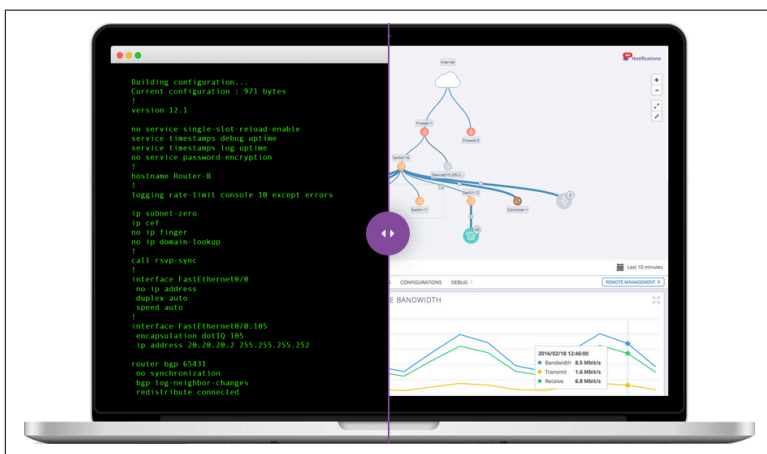 Building configuration...
Current configuration : 971 bytes
!
version 12.1
no service single-slot-reload-enable
service timestamps debug uptime
service timestamps log uptime
no service password-encryption
!
hostname Router-B
!
logging rate-limit console 10 except errors
ip subnet-zero
ip cef
no ip finger
no ip domain-lookup
!
call rsvp-sync
!
interface FastEthernet0/0
no ip address
duplex auto
speed auto
!
interface FastEthernet0/0.105
encapsulation dot1Q 105
ip address 20.20.20.2 255.255.255.252
router bgp 65431
no synchronization
bgp log-neighbor-changes
redistribute connected
Notifications
Internet
Firewall-1
Firewall-2
Switch-11
Controller-1
Last 10 minutes
CONFIGURATIONS DEBUG
REMOTE MANAGEMENT >
BANDWIDTH
2016/02/18 12:46:00
Bandwidth 8.5 Mbit/s
Transmit 1.6 Mbit/s
Receive 6.8 Mbit/s